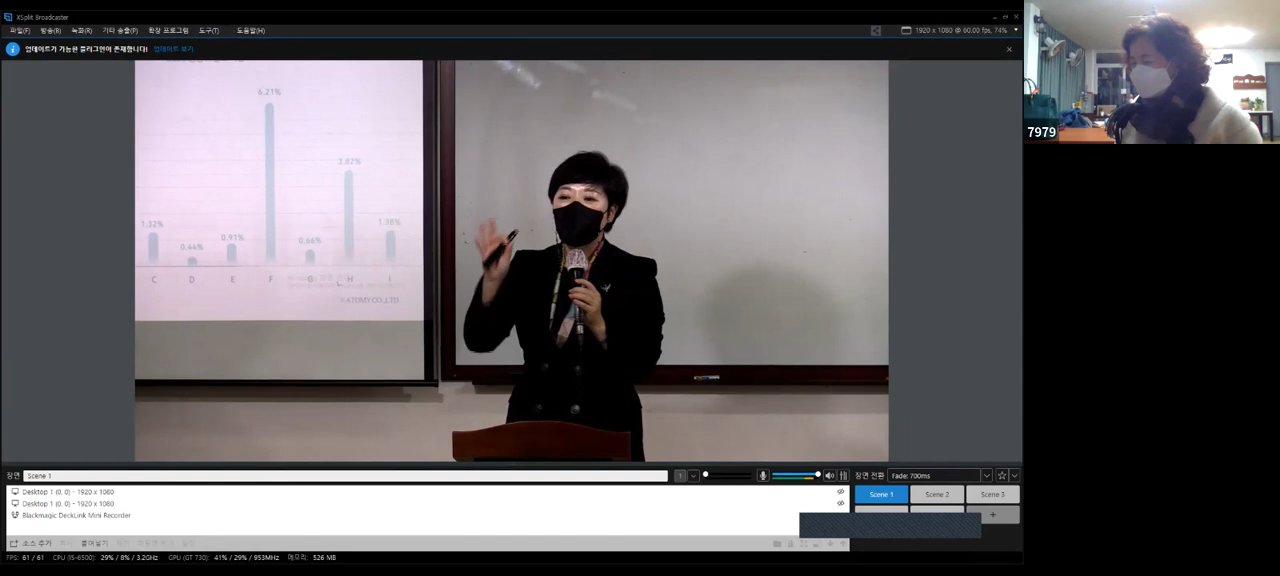 XSplit Broadcaster
파일(F) 방송(B) 녹화(R) 기타 송출(P) 확장 프로그램 도구(T) 도움말(H)
1920 x 1080 @ 60.00 fps, 74%
업데이트가 가능한 플러그인이 존재합니다! 업데이트 보기
7979
6.21%
3.82%
1.32%
1.38%
0.91%
0.66%
0.44%
C D E F G H I
ATOMY CO.,LTD.
장면 Scene 1
1
장면 전환 Fade: 700ms
Desktop 1 (0, 0) - 1920 x 1080
Desktop 1 (0, 0) - 1920 x 1080
Blackmagic DeckLink Mini Recorder
Scene 1 Scene 2 Scene 3
소스 추가 붙여넣기
FPS: 61 / 61 CPU (I5-6500): 29% / 8% / 3.2GHz GPU (GT 730): 41% / 29% / 953MHz 메모리: 526 MB